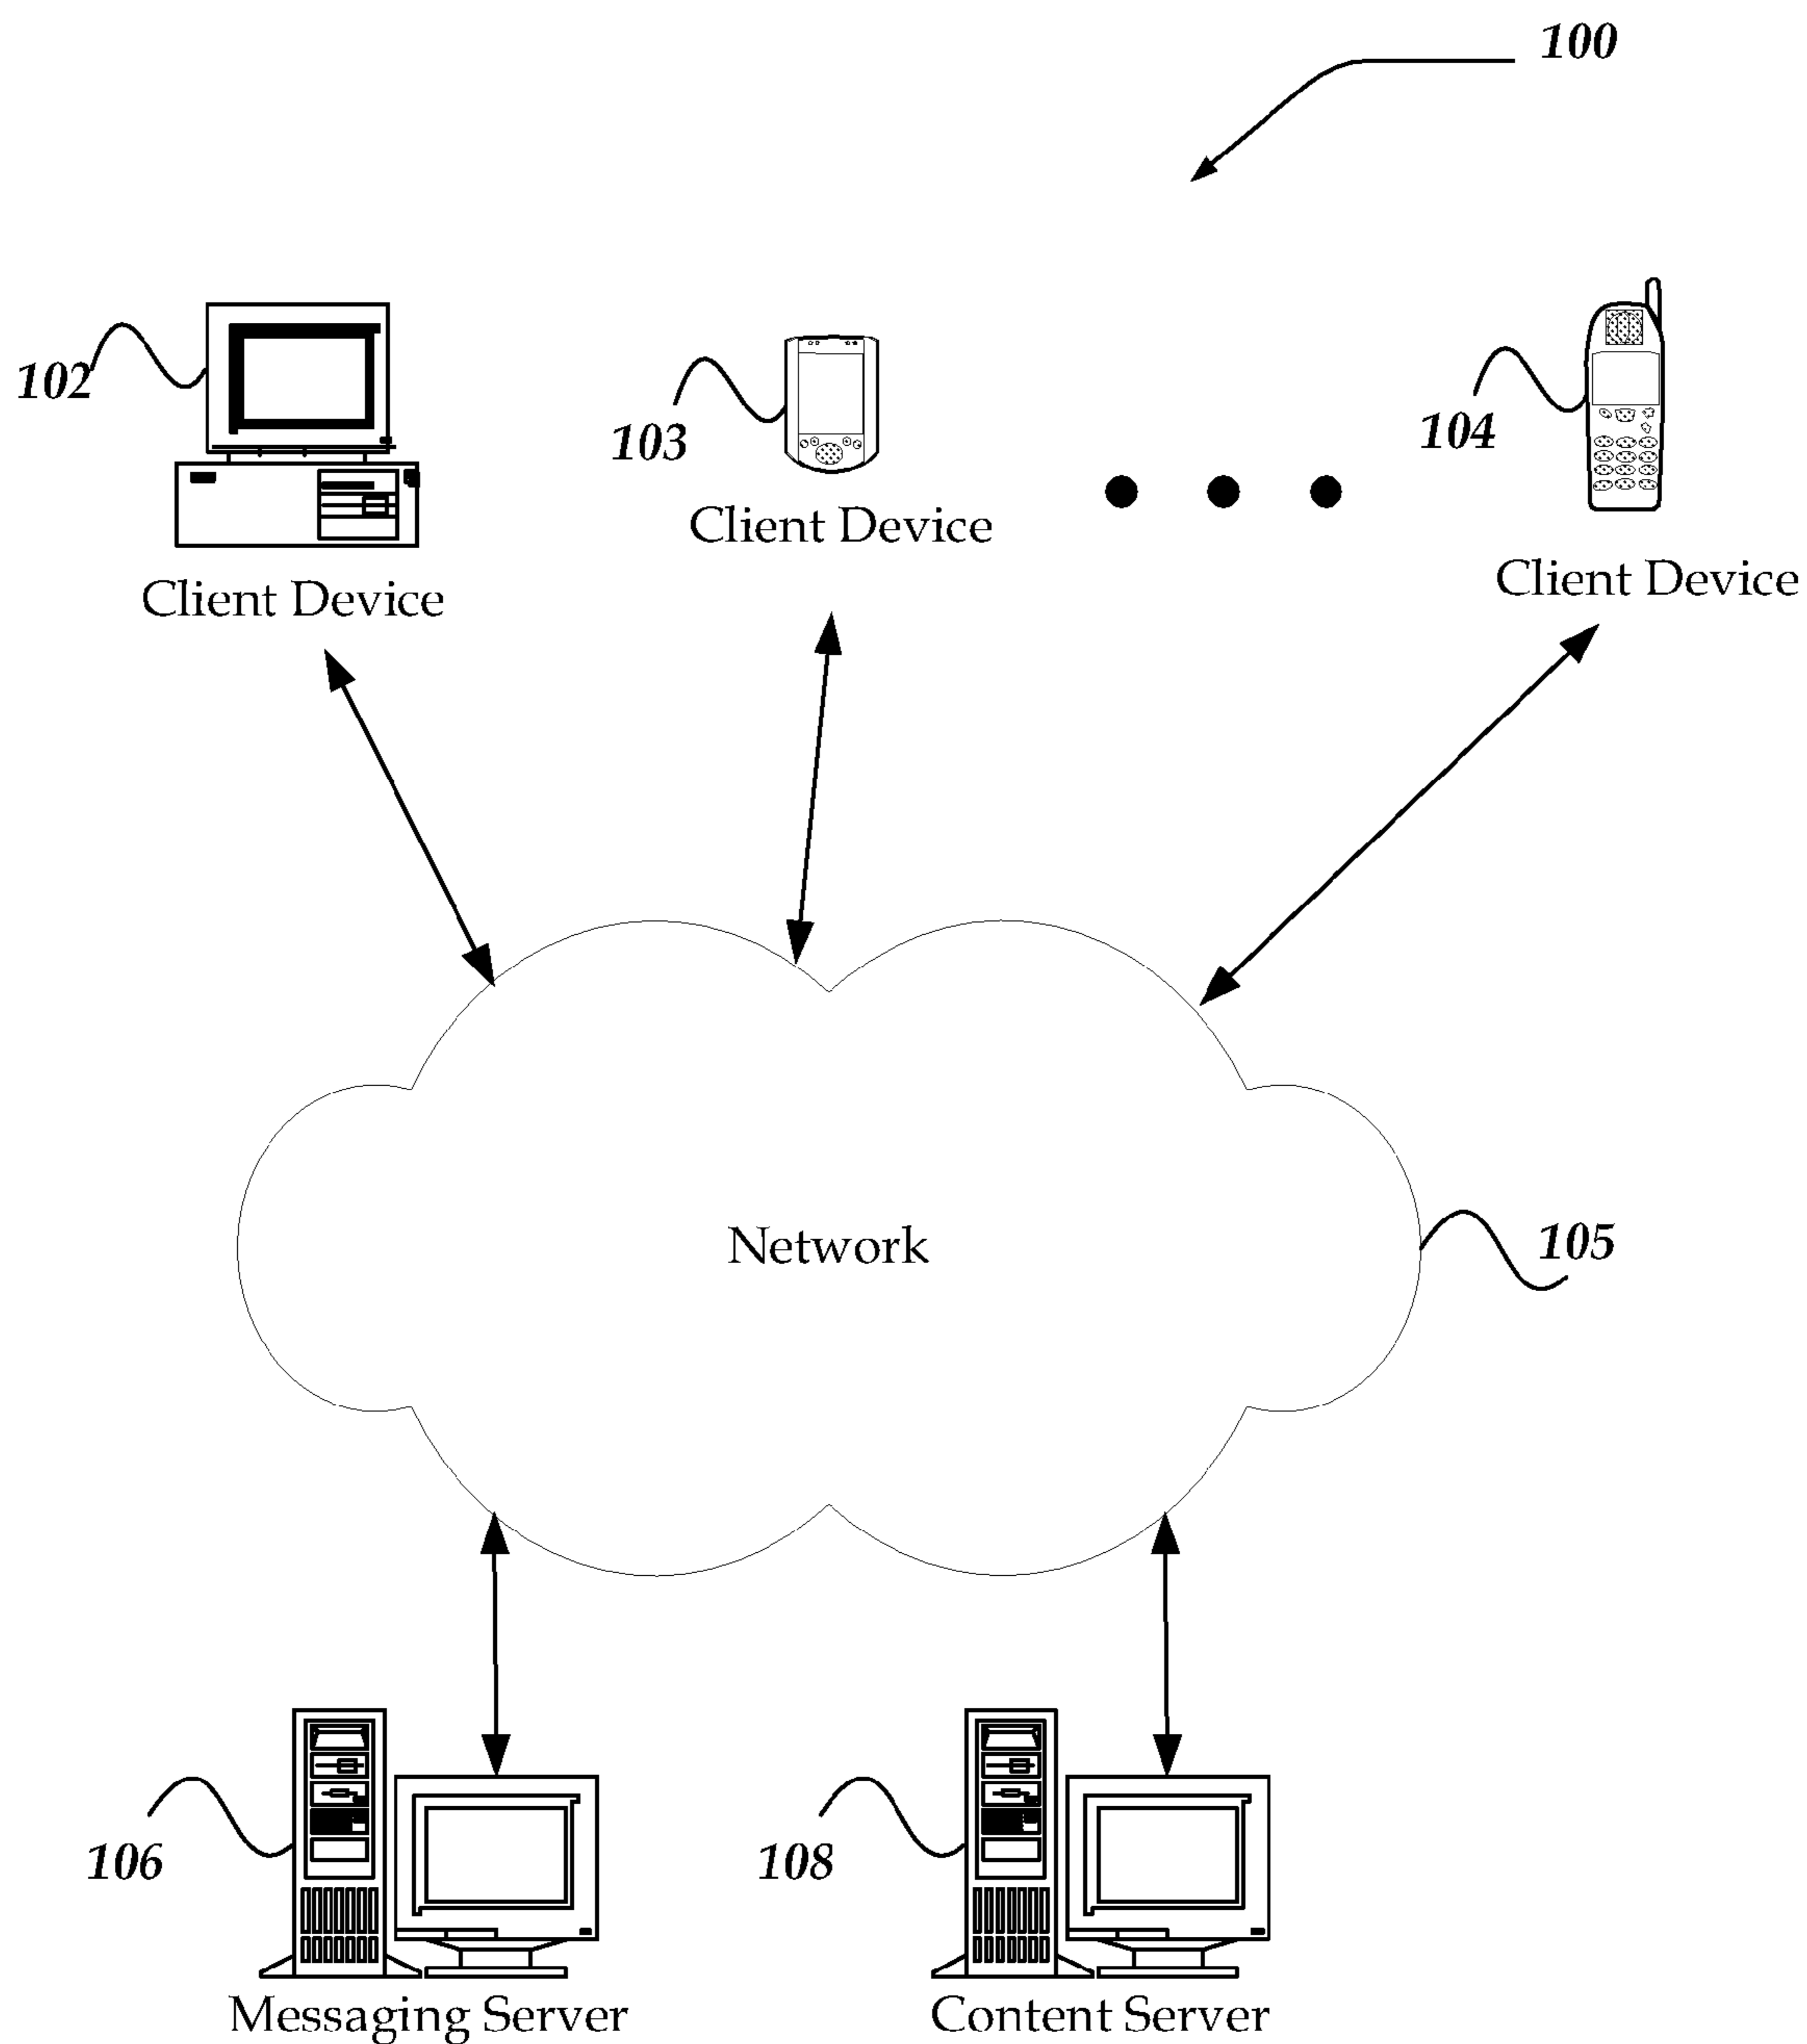 100
102
103
104
Client Device
Client Device
Client Device
Network
105
106
108
Messaging Server
Content Server